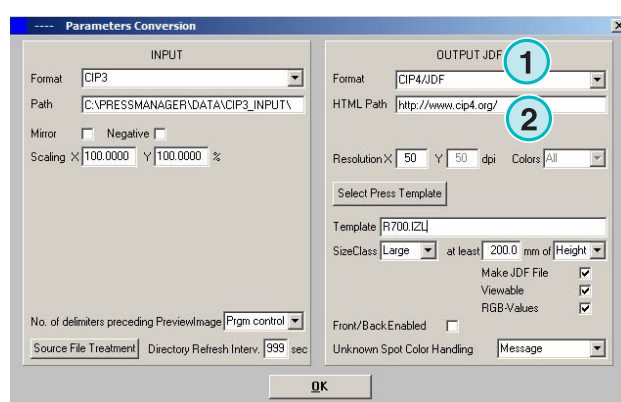 ---- Parameters Conversion
INPUT
Format CIP3
Path C:\PRESSMANAGER\DATA\CIP3_INPUT\
Mirror Negative
Scaling X 100.0000 Y 100.0000 %
No. of delimiters preceding PreviewImage Prgm control
Source File Treatment Directory Refresh Interv. 999 sec
OUTPUT JDF
1
Format CIP4/JDF
HTML Path http://www.cip4.org/
2
Resolution X 50 Y 50 dpi Colors All
Select Press Template
Template R700.IZL
SizeClass Large at least 200.0 mm of Height
Make JDF File
Viewable
RGB-Values
Front/Back Enabled
Unknown Spot Color Handling Message
OK